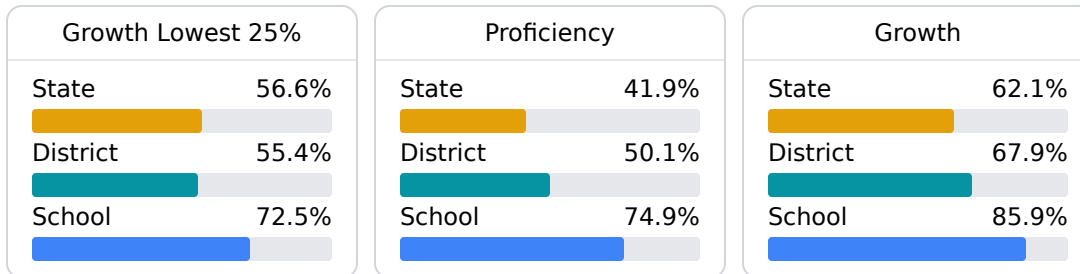 Growth Lowest 25%
State 56.6%
District 55.4%
School 72.5%
Proficiency
State 41.9%
District 50.1%
School 74.9%
Growth
State 62.1%
District 67.9%
School 85.9%